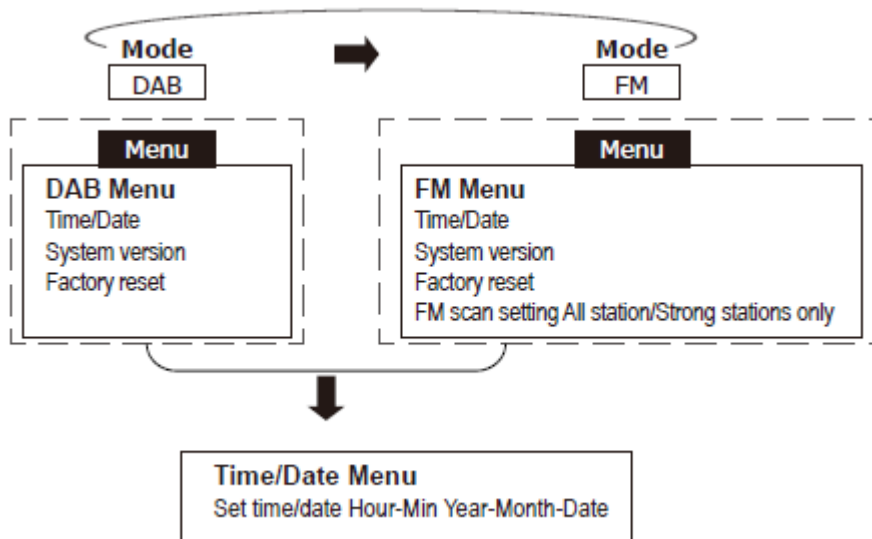 Mode
DAB
Mode
FM
Menu
DAB Menu
Time/Date
System version
Factory reset
Menu
FM Menu
Time/Date
System version
Factory reset
FM scan setting All station/Strong stations only
Time/Date Menu
Set time/date Hour-Min Year-Month-Date